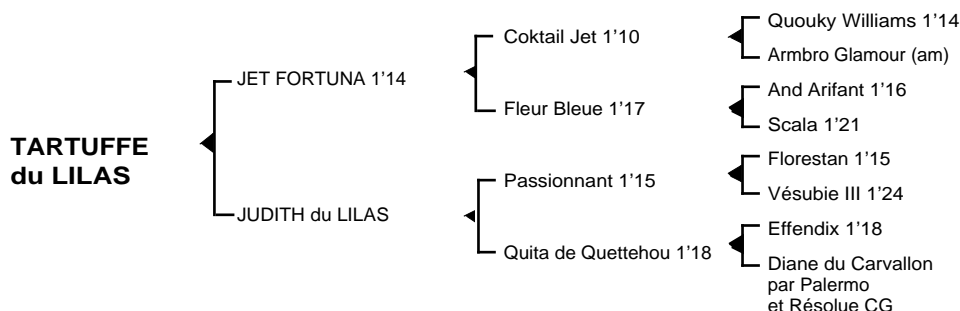 TARTUFFE
du LILAS
JET FORTUNA 1'14
JUDITH du LILAS
Coktail Jet 1'10
Fleur Bleue 1'17
Passionnant 1'15
Quita de Quettehou 1'18
Quouky Williams 1'14
Armbro Glamour (am)
And Arifant 1'16
Scala 1'21
Florestan 1'15
Vésubie III 1'24
Effendix 1'18
Diane du Carvallon
par Palermo
et Résolue CG